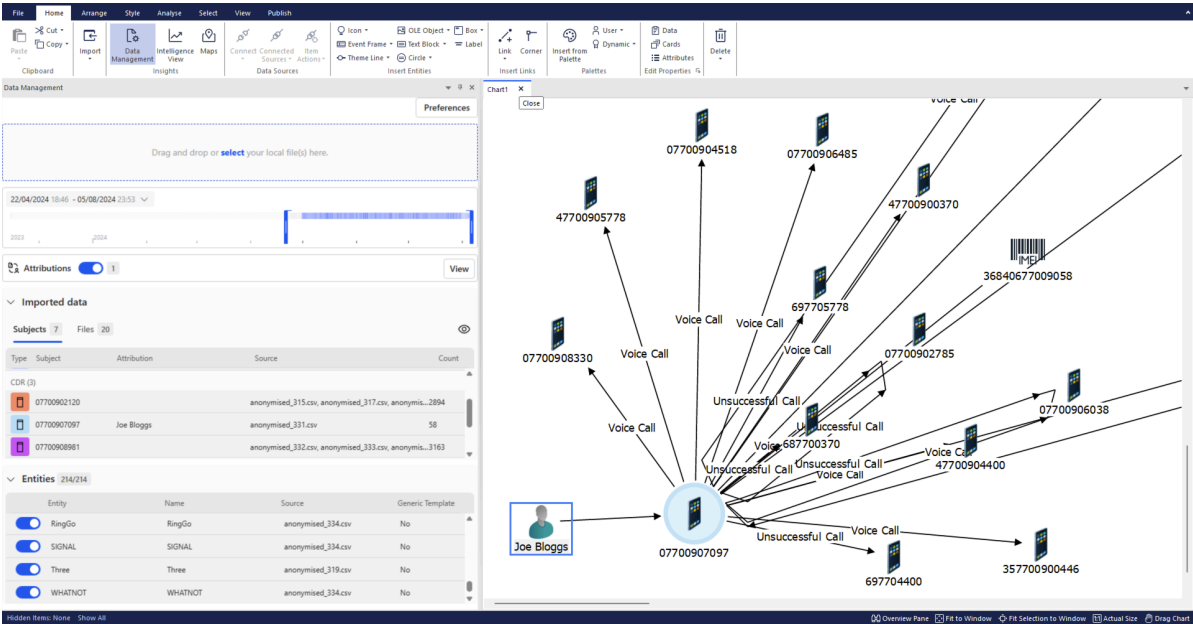 File Home Arrange Style Analyse Select View Publish
Paste Cut Copy Import Data Management Intelligence View Maps Connect Connected Sources Item Actions Icon Event Frame Theme Line OLE Object Text Block Circle Box Label Link Corner Insert from Palette User Dynamic Data Cards Attributes Delete
Clipboard Insights Data Sources Insert Entities Insert Links Palettes Edit Properties
Data Management
Chart1
Close
Preferences
Drag and drop or select your local file(s) here.
22/04/2024 18:46 - 05/08/2024 23:53
2023 2024
Attributions 1 View
Imported data
Subjects 7 Files 20
Type Subject Attribution Source Count
CDR (3)
07700902120 anonymised_315.csv, anonymised_317.csv, anonymis...2894
07700907097 Joe Bloggs anonymised_331.csv 58
07700908981 anonymised_332.csv, anonymised_333.csv, anonymis...3163
Entities 214/214
Entity Name Source Generic Template
RingGo RingGo anonymised_334.csv No
SIGNAL SIGNAL anonymised_334.csv No
Three Three anonymised_319.csv No
WHATNOT WHATNOT anonymised_334.csv No
Voice Call
07700904518
07700906485
47700905778
47700900370
IMEI
36840677009058
697705778
Voice Call
Voice Call
07700908330
Voice Call
Voice Call
07700902785
Unsuccessful Call
07700906038
Voice Call
687700370
47700904400
Unsuccessful Call
Unsuccessful Call
Voice Call
Joe Bloggs
07700907097
Voice Call
Unsuccessful Call
697704400
357700900446
Hidden Items: None Show All
Overview Pane Fit to Window Fit Selection to Window Actual Size Drag Chart